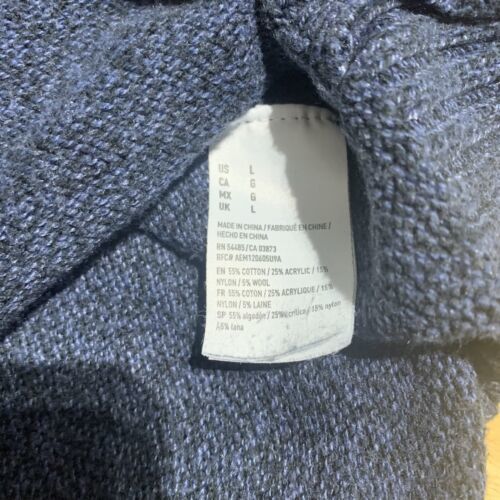 US L
CA G
MX G
UK L
MADE IN CHINA / FABRIQUÉ EN CHINE /
HECHO EN CHINA
RN 54485/CA 03873
RFC# AEM120605U9A
EN 55% COTTON / 25% ACRYLIC / 15%
NYLON / 5% WOOL
FR 55% COTON / 25% ACRYLIQUE / 15%
NYLON / 5% LAINE
SP 55% algodón / 25% acrílico / 15% nylon
/ 5% lana